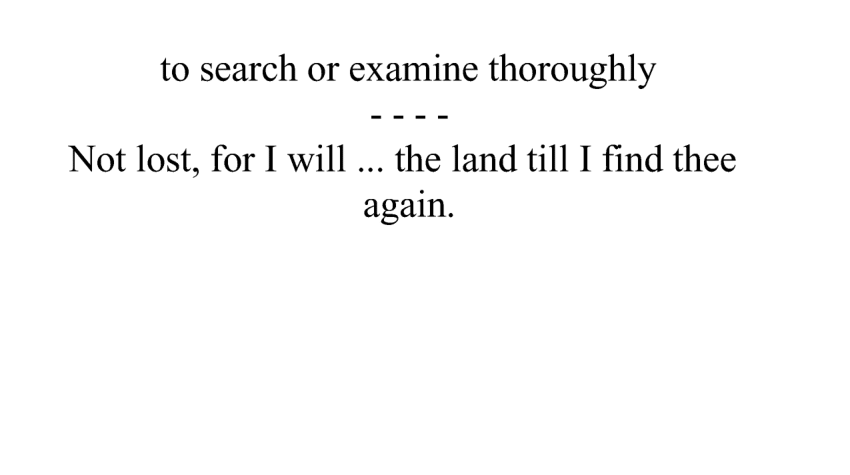 to search or examine thoroughly
- - - -
Not lost, for I will ... the land till I find thee
again.